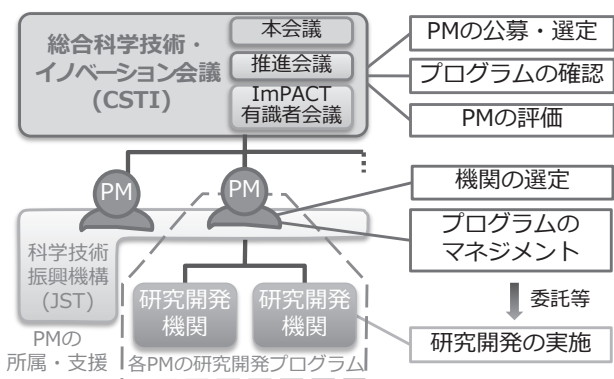 総合科学技術・
イノベーション会議
(CSTI)
本会議
推進会議
ImPACT
有識者会議
PMの公募・選定
プログラムの確認
PMの評価
PM
PM
機関の選定
プログラムの
マネジメント
科学技術
振興機構
(JST)
委託等
研究開発
機関
研究開発
機関
研究開発の実施
PMの
所属・支援
各PMの研究開発プログラム